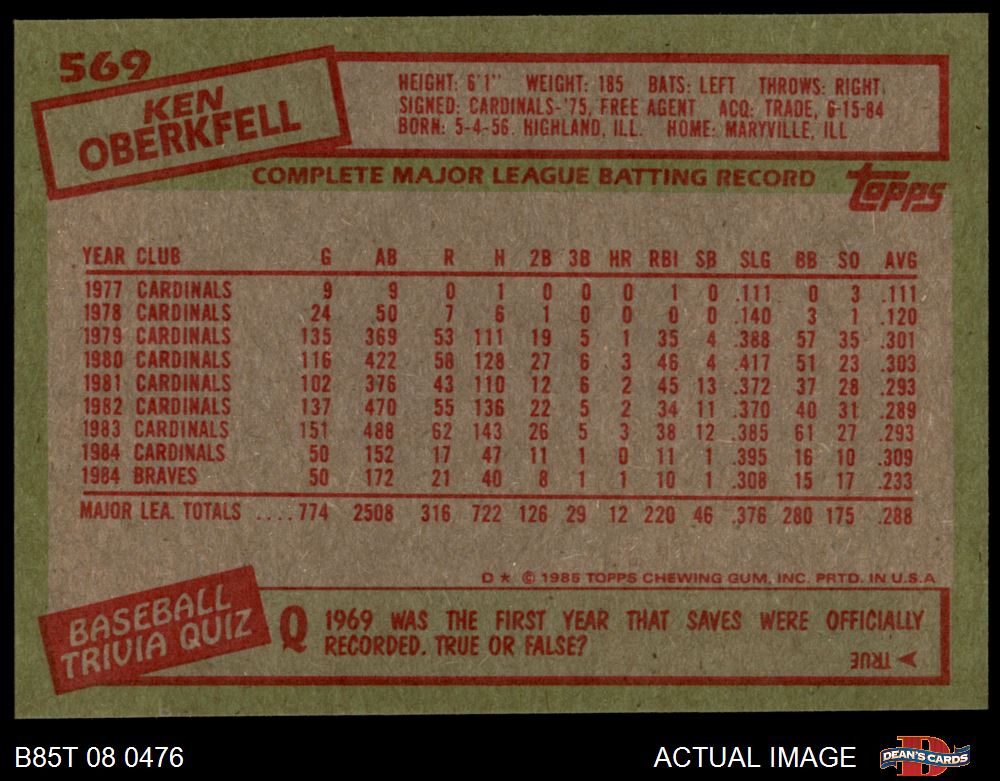 569
KEN
OBERKFELL
HEIGHT: 6'1" WEIGHT: 185 BATS: LEFT THROWS: RIGHT
SIGNED: CARDINALS-'75, FREE AGENT ACQ: TRADE, 6-15-84
BORN: 5-4-56, HIGHLAND, ILL. HOME: MARYVILLE, ILL
COMPLETE MAJOR LEAGUE BATTING RECORD
topps
YEAR CLUB G AB R H 2B 3B HR RBI SB SLG BB SO AVG
1977 CARDINALS 9 9 0 1 0 0 0 1 0 .111 0 3 .111
1978 CARDINALS 24 50 7 6 1 0 0 0 0 .140 3 1 .120
1979 CARDINALS 135 369 53 111 19 5 1 35 4 .388 57 35 .301
1980 CARDINALS 116 422 58 128 27 6 3 46 4 .417 51 23 .303
1981 CARDINALS 102 376 43 110 12 6 2 45 13 .372 37 28 .293
1982 CARDINALS 137 470 55 136 22 5 2 34 11 .370 40 31 .289
1983 CARDINALS 151 488 62 143 26 5 3 38 12 .385 61 27 .293
1984 CARDINALS 50 152 17 47 11 1 0 11 1 .395 16 10 .309
1984 BRAVES 50 172 21 40 8 1 1 10 1 .308 15 17 .233
MAJOR LEA. TOTALS ....774 2508 316 722 126 29 12 220 46 .376 280 175 .288
D * © 1985 TOPPS CHEWING GUM, INC. PRTD. IN U.S.A
BASEBALL
TRIVIA QUIZ
Q 1969 WAS THE FIRST YEAR THAT SAVES WERE OFFICIALLY
RECORDED. TRUE OR FALSE?
TRUE
B85T 08 0476
ACTUAL IMAGE
DEAN'S CARDS